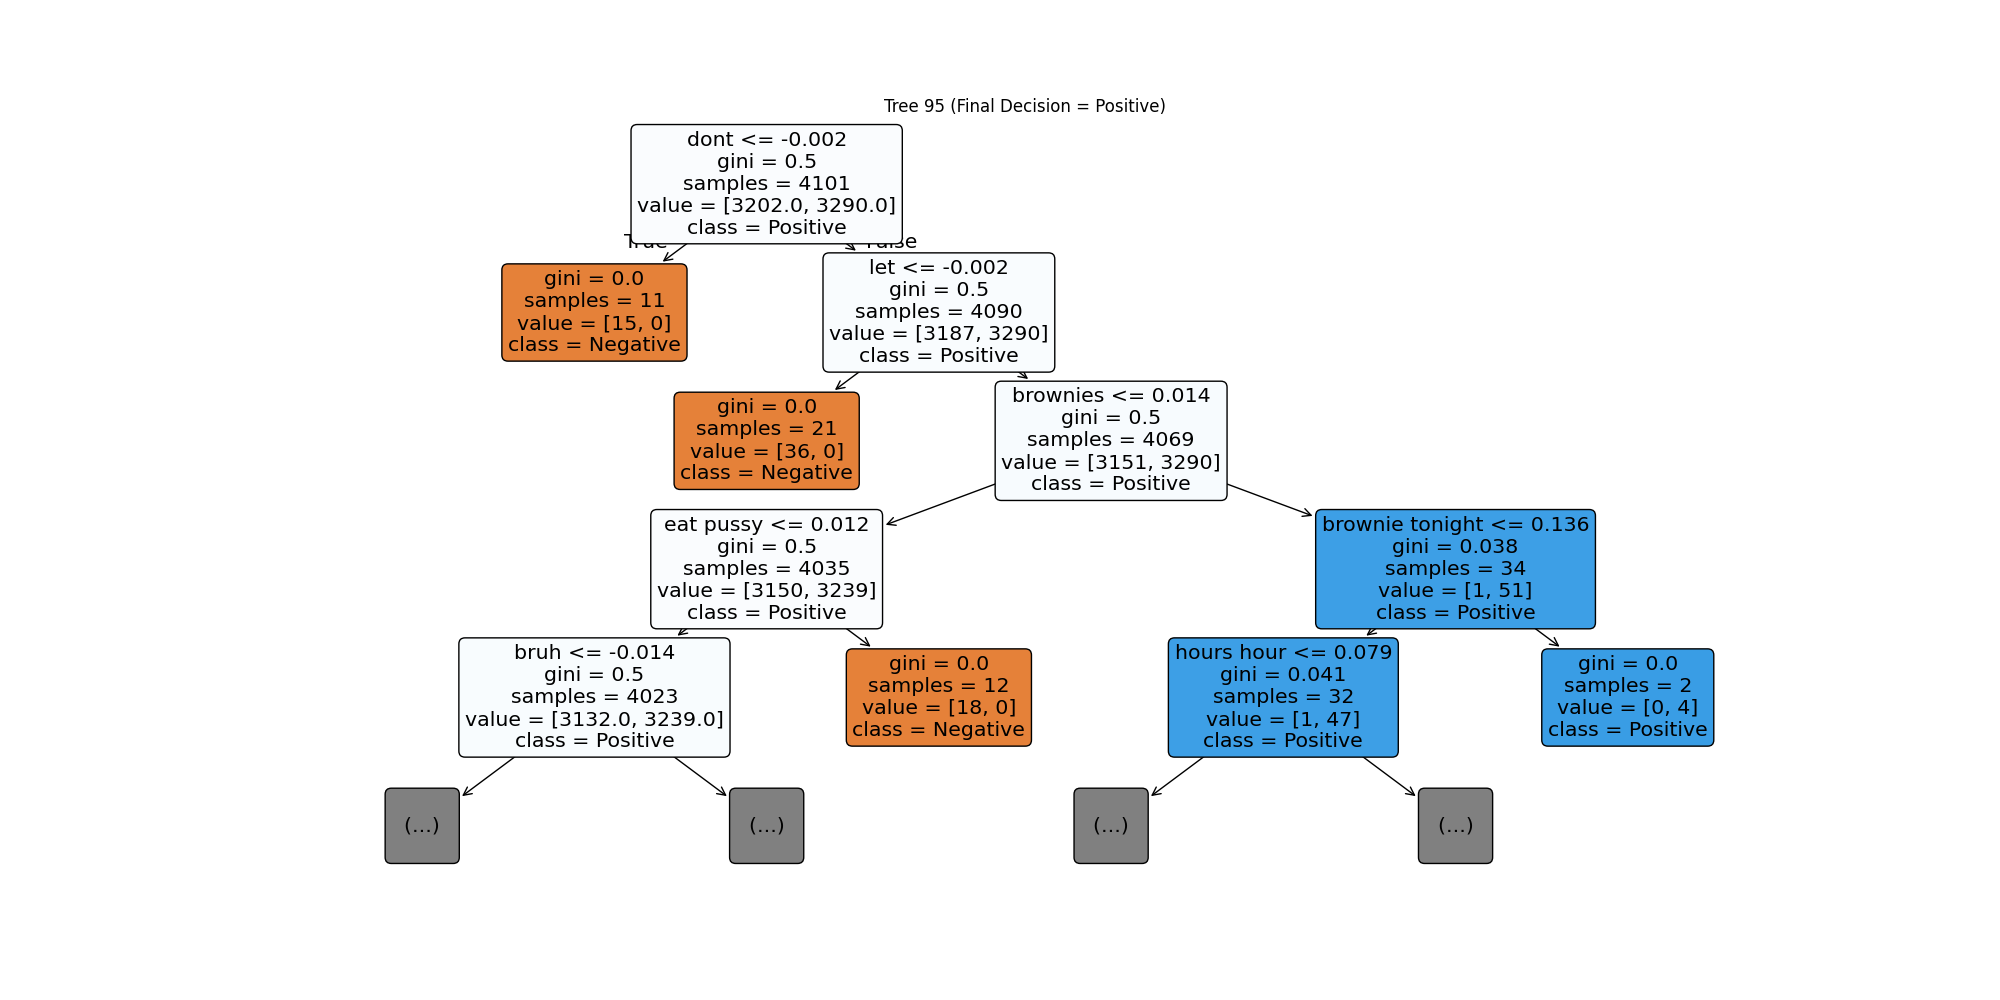 Tree 95 (Final Decision = Positive)
dont <= -0.002
gini = 0.5
samples = 4101
value = [3202.0, 3290.0]
class = Positive
True
False
gini = 0.0
samples = 11
value = [15, 0]
class = Negative
let <= -0.002
gini = 0.5
samples = 4090
value = [3187, 3290]
class = Positive
gini = 0.0
samples = 21
value = [36, 0]
class = Negative
brownies <= 0.014
gini = 0.5
samples = 4069
value = [3151, 3290]
class = Positive
eat pussy <= 0.012
gini = 0.5
samples = 4035
value = [3150, 3239]
class = Positive
brownie tonight <= 0.136
gini = 0.038
samples = 34
value = [1, 51]
class = Positive
bruh <= -0.014
gini = 0.5
samples = 4023
value = [3132.0, 3239.0]
class = Positive
gini = 0.0
samples = 12
value = [18, 0]
class = Negative
hours hour <= 0.079
gini = 0.041
samples = 32
value = [1, 47]
class = Positive
gini = 0.0
samples = 2
value = [0, 4]
class = Positive
(...)
(...)
(...)
(...)